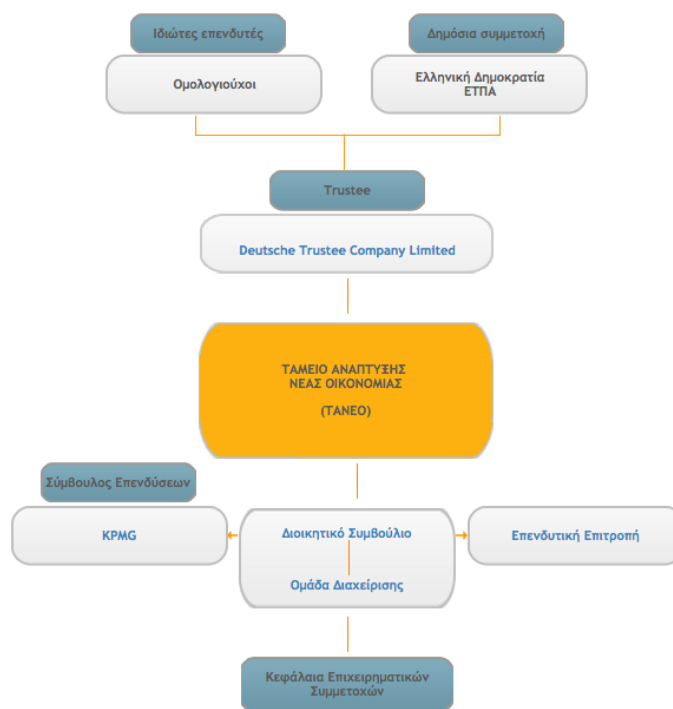 Ιδιώτες επενδυτές
Δημόσια συμμετοχή
Ομολογιούχοι
Ελληνική Δημοκρατία
ΕΤΠΑ
Trustee
Deutsche Trustee Company Limited
ΤΑΜΕΙΟ ΑΝΑΠΤΥΞΗΣ
ΝΕΑΣ ΟΙΚΟΝΟΜΙΑΣ
(ΤΑΝΕΟ)
Σύμβουλος Επενδύσεων
KPMG
Διοικητικό Συμβούλιο
Επενδυτική Επιτροπή
Ομάδα Διαχείρισης
Κεφάλαια Επιχειρηματικών
Συμμετοχών